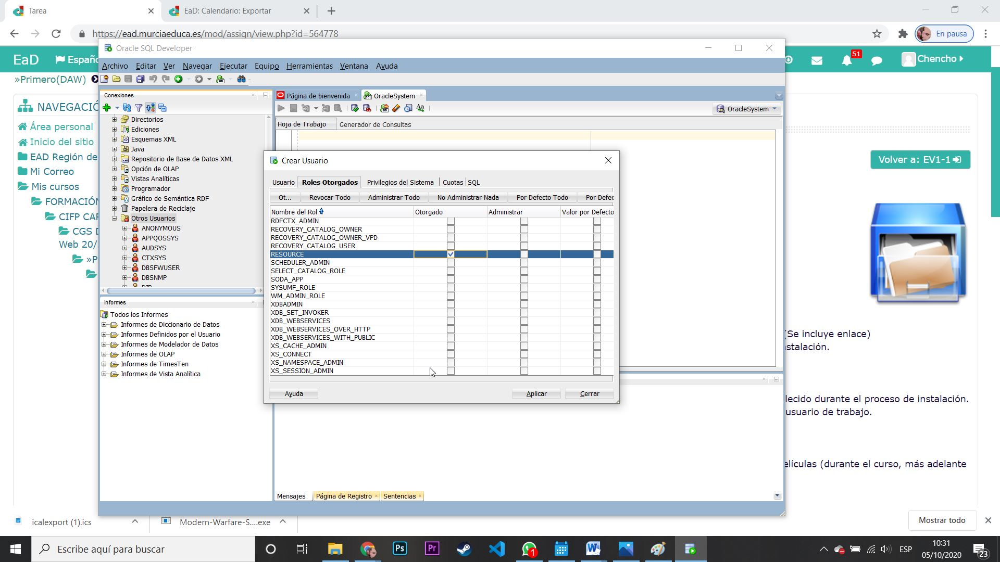 Tarea
EaD: Calendario: Exportar
https://ead.murciaeduca.es/mod/assign/view.php?id=564778
En pausa
Oracle SQL Developer
EaD
Españo
51
Chencho
Archivo Editar Ver Navegar Ejecutar Equipo Herramientas Ventana Ayuda
»Primero(DAW)
Conexiones
Página de bienvenida
OracleSystem
NAVEGACIÓ
OracleSystem
Hoja de Trabajo
Generador de Consultas
Área personal
Inicio del sitio
EAD Región de
Mi Correo
Mis cursos
FORMACIÓN
CIFP CAR
CGS D
Web 20/
»P
Directorios
Ediciones
Esquemas XML
Java
Repositorio de Base de Datos XML
Opción de OLAP
Vistas Analíticas
Programador
Gráfico de Semántica RDF
Papelera de Reciclaje
Otros Usuarios
ANONYMOUS
APPQOSSYS
AUDSYS
CTXSYS
DBSFWUSER
DBSNMP
Informes
Todos los Informes
Informes de Diccionario de Datos
Informes Definidos por el Usuario
Informes de Modelador de Datos
Informes de OLAP
Informes de TimesTen
Informes de Vista Analítica
Crear Usuario
Usuario Roles Otorgados Privilegios del Sistema Cuotas SQL
Ot... Revocar Todo Administrar Todo No Administrar Nada Por Defecto Todo Por Defec
Nombre del Rol Otorgado Administrar Valor por Defecto
RDFCTX_ADMIN
RECOVERY_CATALOG_OWNER
RECOVERY_CATALOG_OWNER_VPD
RECOVERY_CATALOG_USER
RESOURCE
SCHEDULER_ADMIN
SELECT_CATALOG_ROLE
SODA_APP
SYSUMF_ROLE
WM_ADMIN_ROLE
XDBADMIN
XDB_SET_INVOKER
XDB_WEBSERVICES
XDB_WEBSERVICES_OVER_HTTP
XDB_WEBSERVICES_WITH_PUBLIC
XS_CACHE_ADMIN
XS_CONNECT
XS_NAMESPACE_ADMIN
XS_SESSION_ADMIN
Ayuda Aplicar Cerrar
Volver a: EV1-1
(Se incluye enlace)
stalación.
lecido durante el proceso de instalación.
usuario de trabajo.
elículas (durante el curso, más adelante
Mensajes Página de Registro Sentencias
icalexport (1).ics
Modern-Warfare-S....exe
Mostrar todo
Escribe aquí para buscar
Ps
Pr
1
W
ESP
10:31
05/10/2020
23